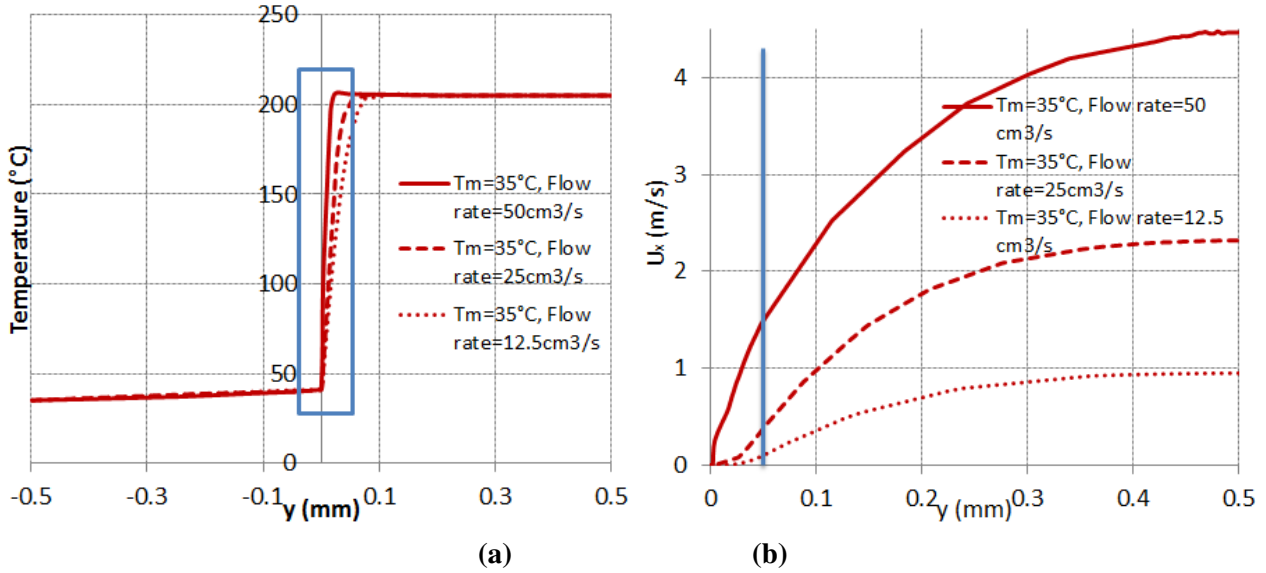 250
200
150
100
50
0
Temperature (°C)
Tm=35°C, Flow
rate=50cm3/s
Tm=35°C, Flow
rate=25cm3/s
Tm=35°C, Flow
rate=12.5cm3/s
-0.5
-0.3
-0.1
0.1
0.3
0.5
y (mm)
(a)
4
3
2
1
0
Uₓ (m/s)
Tm=35°C, Flow rate=50
cm3/s
Tm=35°C, Flow
rate=25cm3/s
Tm=35°C, Flow rate=12.5
cm3/s
0
0.1
0.2
0.3
0.4
0.5
y (mm)
(b)